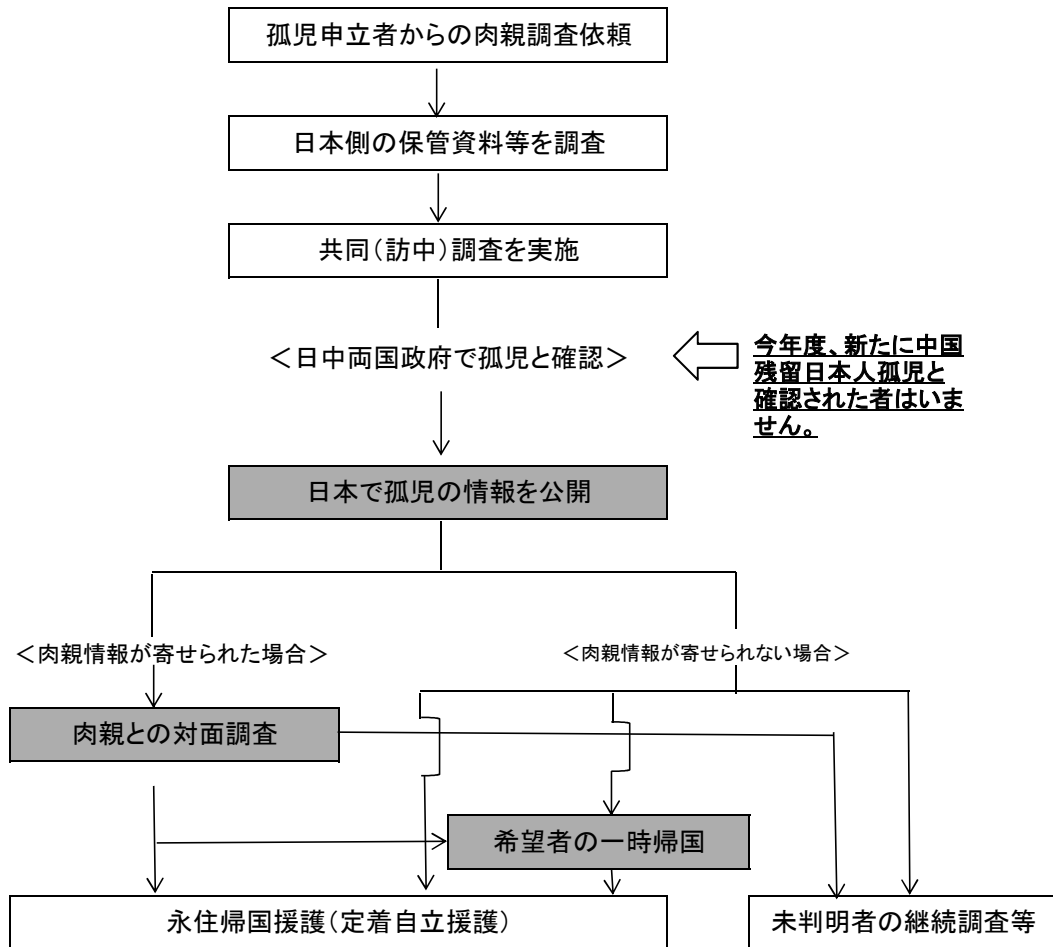 孤児申立者からの肉親調査依頼
日本側の保管資料等を調査
共同(訪中)調査を実施
＜日中両国政府で孤児と確認＞
今年度、新たに中国
残留日本人孤児と
確認された者はいま
せん。
日本で孤児の情報を公開
＜肉親情報が寄せられた場合＞
＜肉親情報が寄せられない場合＞
肉親との対面調査
希望者の一時帰国
永住帰国援護(定着自立援護)
未判明者の継続調査等